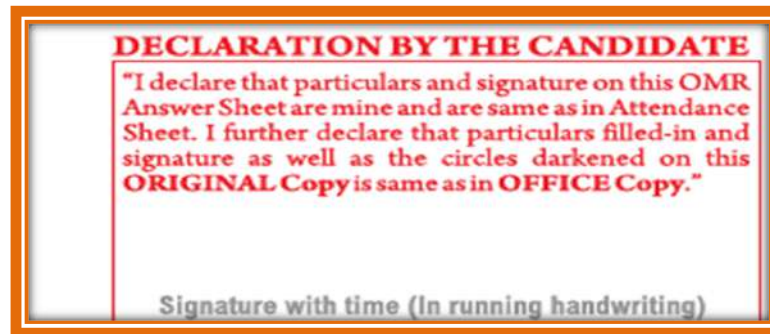 DECLARATION BY THE CANDIDATE
“I declare that particulars and signature on this OMR
Answer Sheet are mine and are same as in Attendance
Sheet. I further declare that particulars filled-in and
signature as well as the circles darkened on this
ORIGINAL Copy is same as in OFFICE Copy.”
Signature with time (In running handwriting)